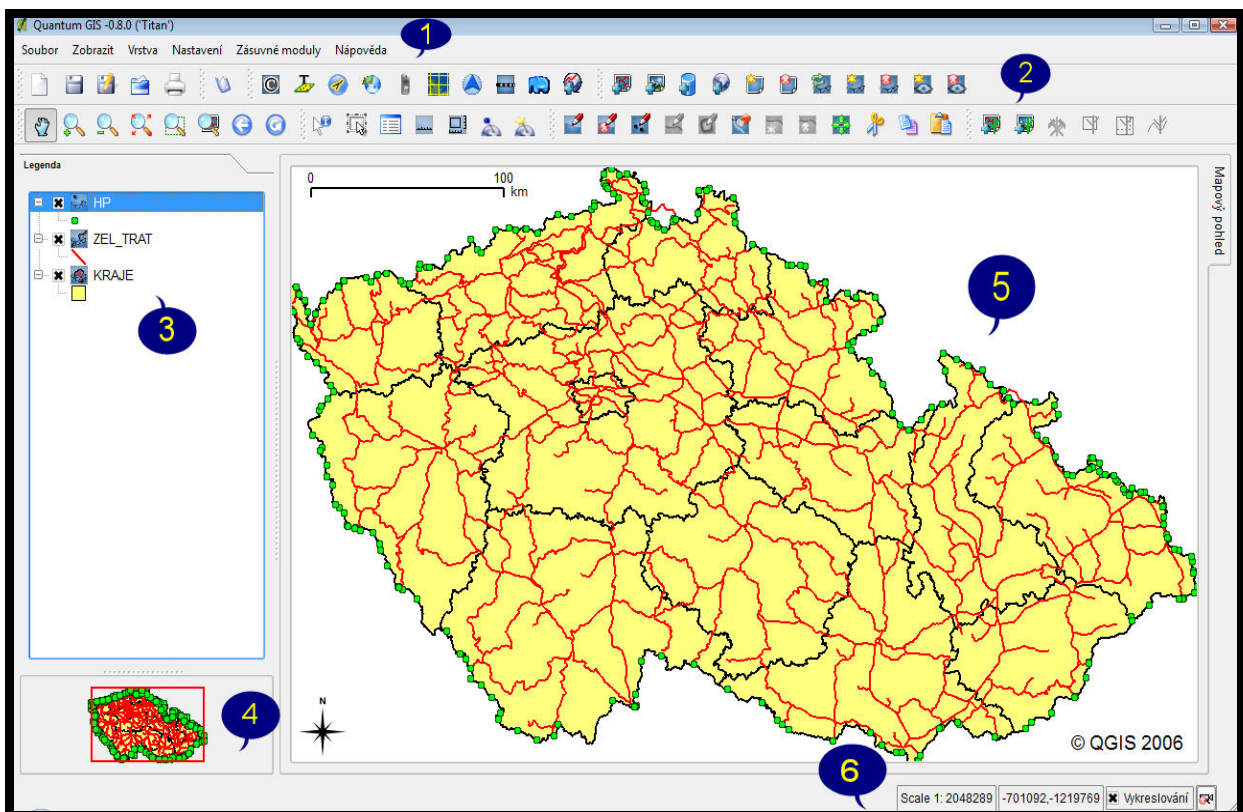 Quantum GIS -0.8.0 ('Titan')
Soubor Zobrazit Vrstva Nastavení Zásuvné moduly Nápověda
1
2
Legenda
HP
ZEL_TRAT
KRAJE
3
4
0 100
km
5
Mapový pohled
N
© QGIS 2006
6
Scale 1: 2048289 -701092,-1219769 Vykreslování